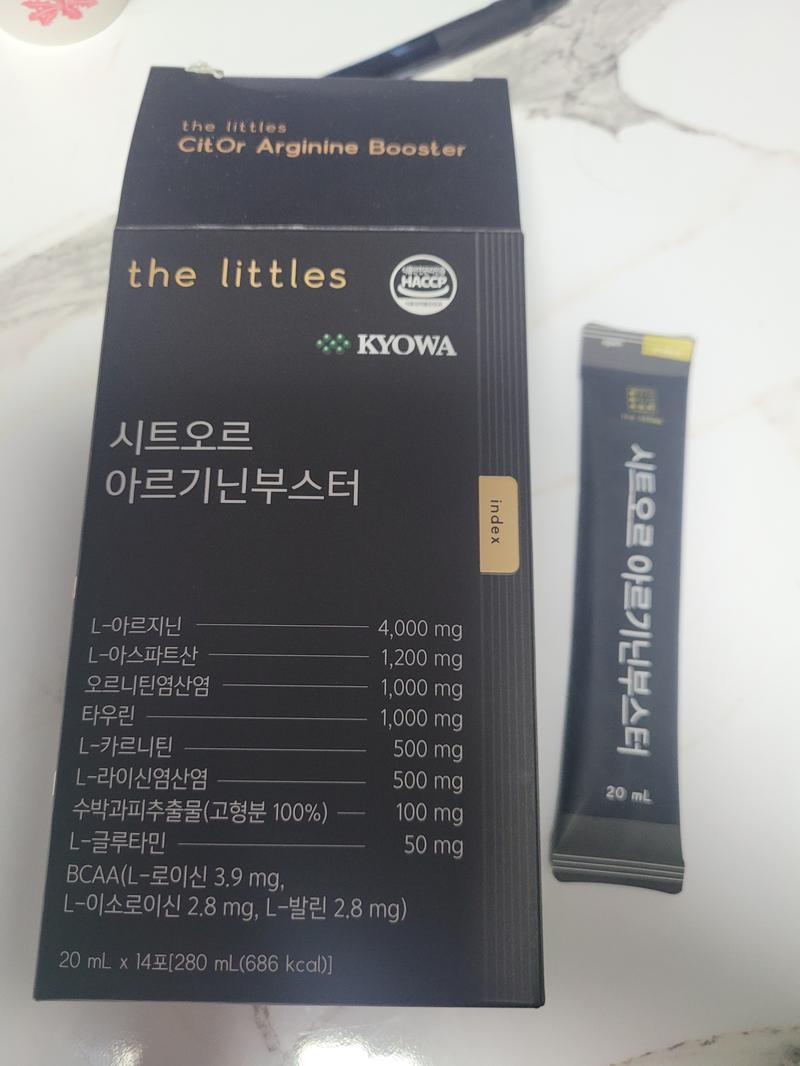 the littles
CitOr Arginine Booster
the littles
HACCP
KYOWA
시트오르
아르기닌부스터
index
L-아르지닌 4,000 mg
L-아스파트산 1,200 mg
오르니틴염산염 1,000 mg
타우린 1,000 mg
L-카르니틴 500 mg
L-라이신염산염 500 mg
수박과피추출물(고형분 100%) 100 mg
L-글루타민 50 mg
BCAA(L-로이신 3.9 mg,
L-이소로이신 2.8 mg, L-발린 2.8 mg)
20 mL x 14포[280 mL(686 kcal)]
the littles
시트오르 아르기닌부스터
20 mL